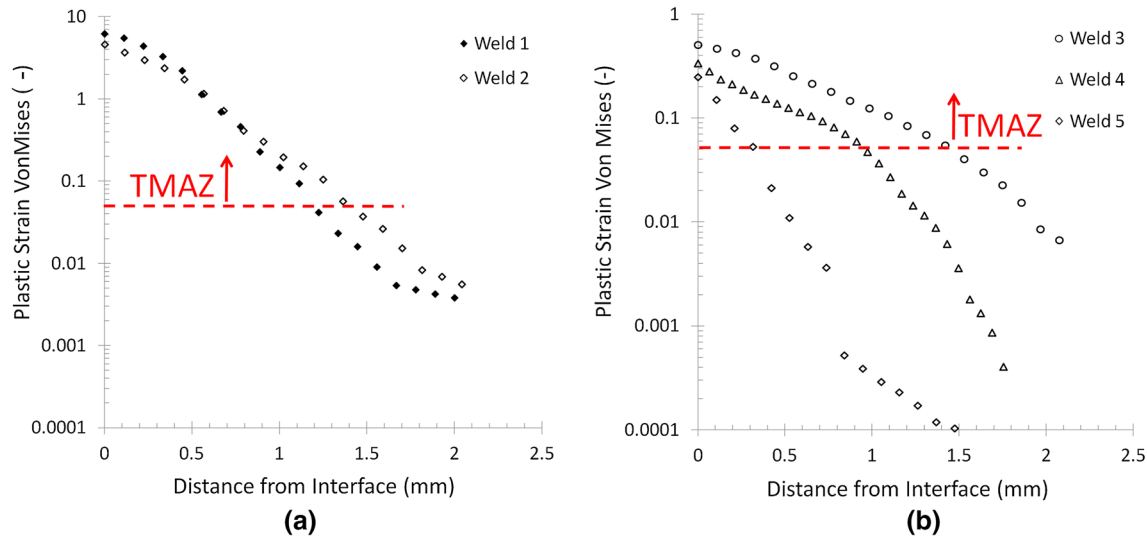 Plastic Strain VonMises ( -)
10
1
0.1
0.01
0.001
0.0001
Weld 1
Weld 2
TMAZ
0 0.5 1 1.5 2 2.5
Distance from Interface (mm)
(a)
Plastic Strain Von Mises (-)
1
0.1
0.01
0.001
0.0001
Weld 3
Weld 4
Weld 5
TMAZ
0 0.5 1 1.5 2 2.5
Distance from Interface (mm)
(b)